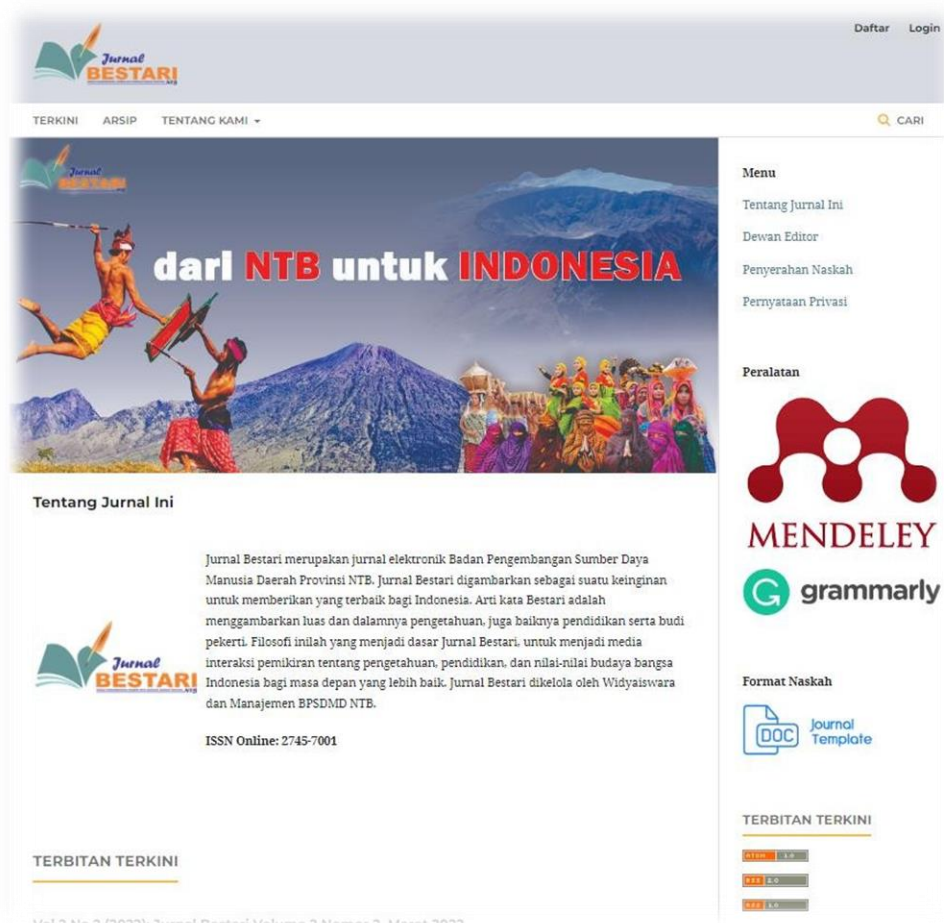 Daftar Login
Jurnal
BESTARI
TERKINI ARSIP TENTANG KAMI
CARI
Jurnal
BESTARI
dari NTB untuk INDONESIA
Menu
Tentang Jurnal Ini
Dewan Editor
Penyerahan Naskah
Pernyataan Privasi
Peralatan
MENDELEY
grammarly
Tentang Jurnal Ini
Jurnal
BESTARI
Jurnal Bestari merupakan jurnal elektronik Badan Pengembangan Sumber Daya
Manusia Daerah Provinsi NTB. Jurnal Bestari digambarkan sebagai suatu keinginan
untuk memberikan yang terbaik bagi Indonesia. Arti kata Bestari adalah
menggambarkan luas dan dalamnya pengetahuan, juga baiknya pendidikan serta budi
pekerti. Filosofi inilah yang menjadi dasar Jurnal Bestari, untuk menjadi media
interaksi pemikiran tentang pengetahuan, pendidikan, dan nilai-nilai budaya bangsa
Indonesia bagi masa depan yang lebih baik. Jurnal Bestari dikelola oleh Widyaiswara
dan Manajemen BPSDMD NTB.
ISSN Online: 2745-7001
Format Naskah
DOC
Journal
Template
TERBITAN TERKINI
ATOM 1.0
RSS 2.0
RSS 1.0
TERBITAN TERKINI